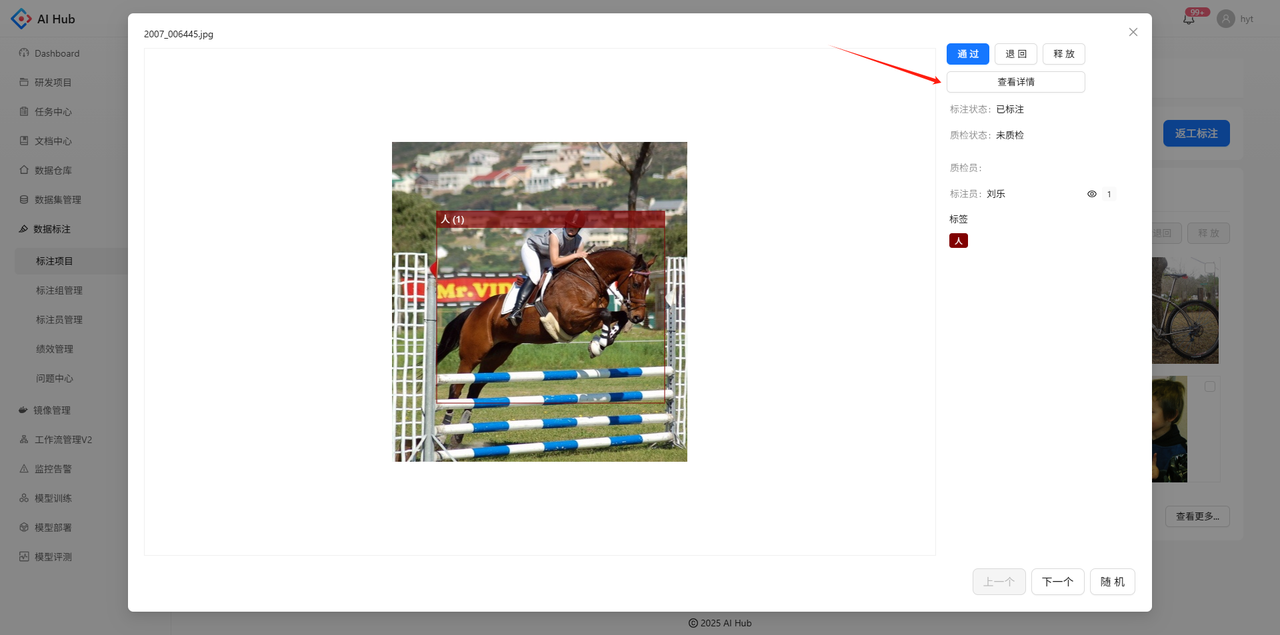 AI Hub
99+
hyt
Dashboard
研发项目
任务中心
文档中心
数据仓库
数据集管理
数据标注
标注项目
标注组管理
标注员管理
绩效管理
问题中心
镜像管理
工作流管理V2
监控告警
模型训练
模型部署
模型评测
2007_006445.jpg
人 (1)
Mr.VID
通过
退回
释放
查看详情
标注状态：已标注
质检状态：未质检
质检员：
标注员：刘乐
1
标签
人
上一个
下一个
随机
返工标注
退回
释放
查看更多...
© 2025 AI Hub